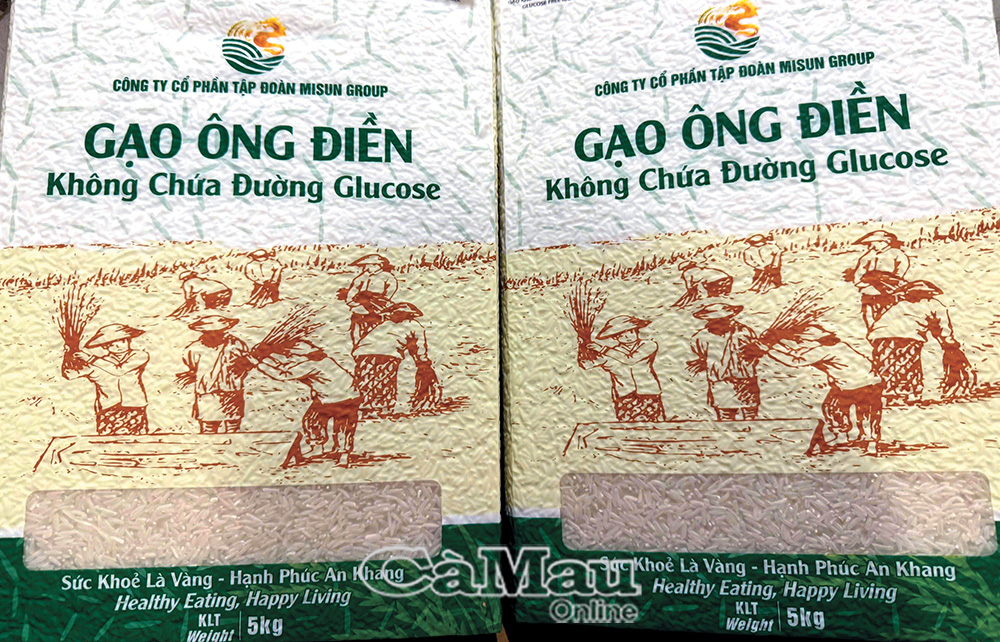 CÔNG TY CỔ PHẦN TẬP ĐOÀN MISUN GROUP
GẠO ÔNG ĐIỀN
Không Chứa Đường Glucose
Sức Khoẻ Là Vàng - Hạnh Phúc An Khang
Healthy Eating, Happy Living
KLT
Weight
5kg
CÔNG TY CỔ PHẦN TẬP ĐOÀN MISUN GROUP
GẠO ÔNG ĐIỀN
Không Chứa Đường Glucose
Sức Khoẻ Là Vàng - Hạnh Phúc An Khang
Healthy Eating, Happy Living
KLT
Weight
5kg
CàMau
Online